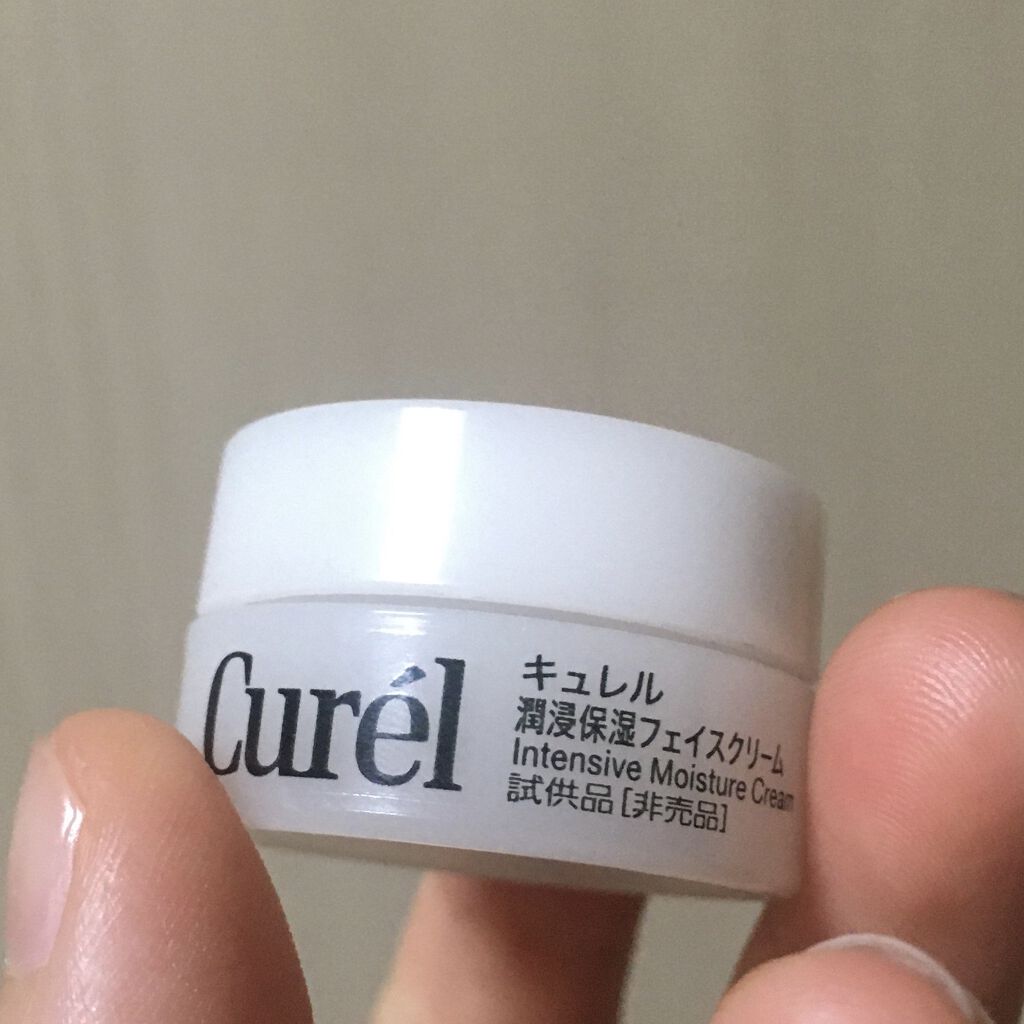 Curél
キュレル
潤浸保湿フェイスクリーム
Intensive Moisture Cream
試供品[非売品]